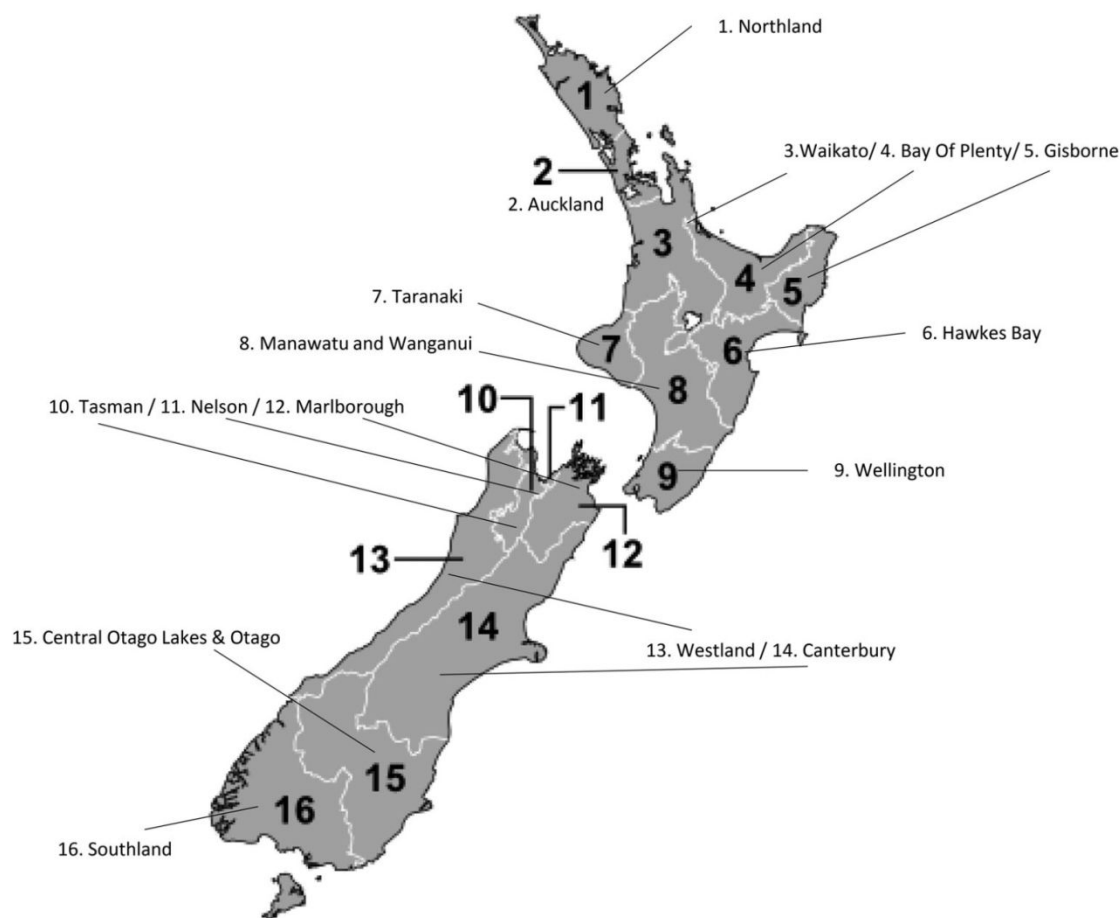 1. Northland
1
3.Waikato/ 4. Bay Of Plenty/ 5. Gisborne
2
2. Auckland
3
4
5
7. Taranaki
6. Hawkes Bay
8. Manawatu and Wanganui
7
6
8
10. Tasman / 11. Nelson / 12. Marlborough
10
11
9
9. Wellington
12
13
14
15. Central Otago Lakes & Otago
13. Westland / 14. Canterbury
15
16
16. Southland